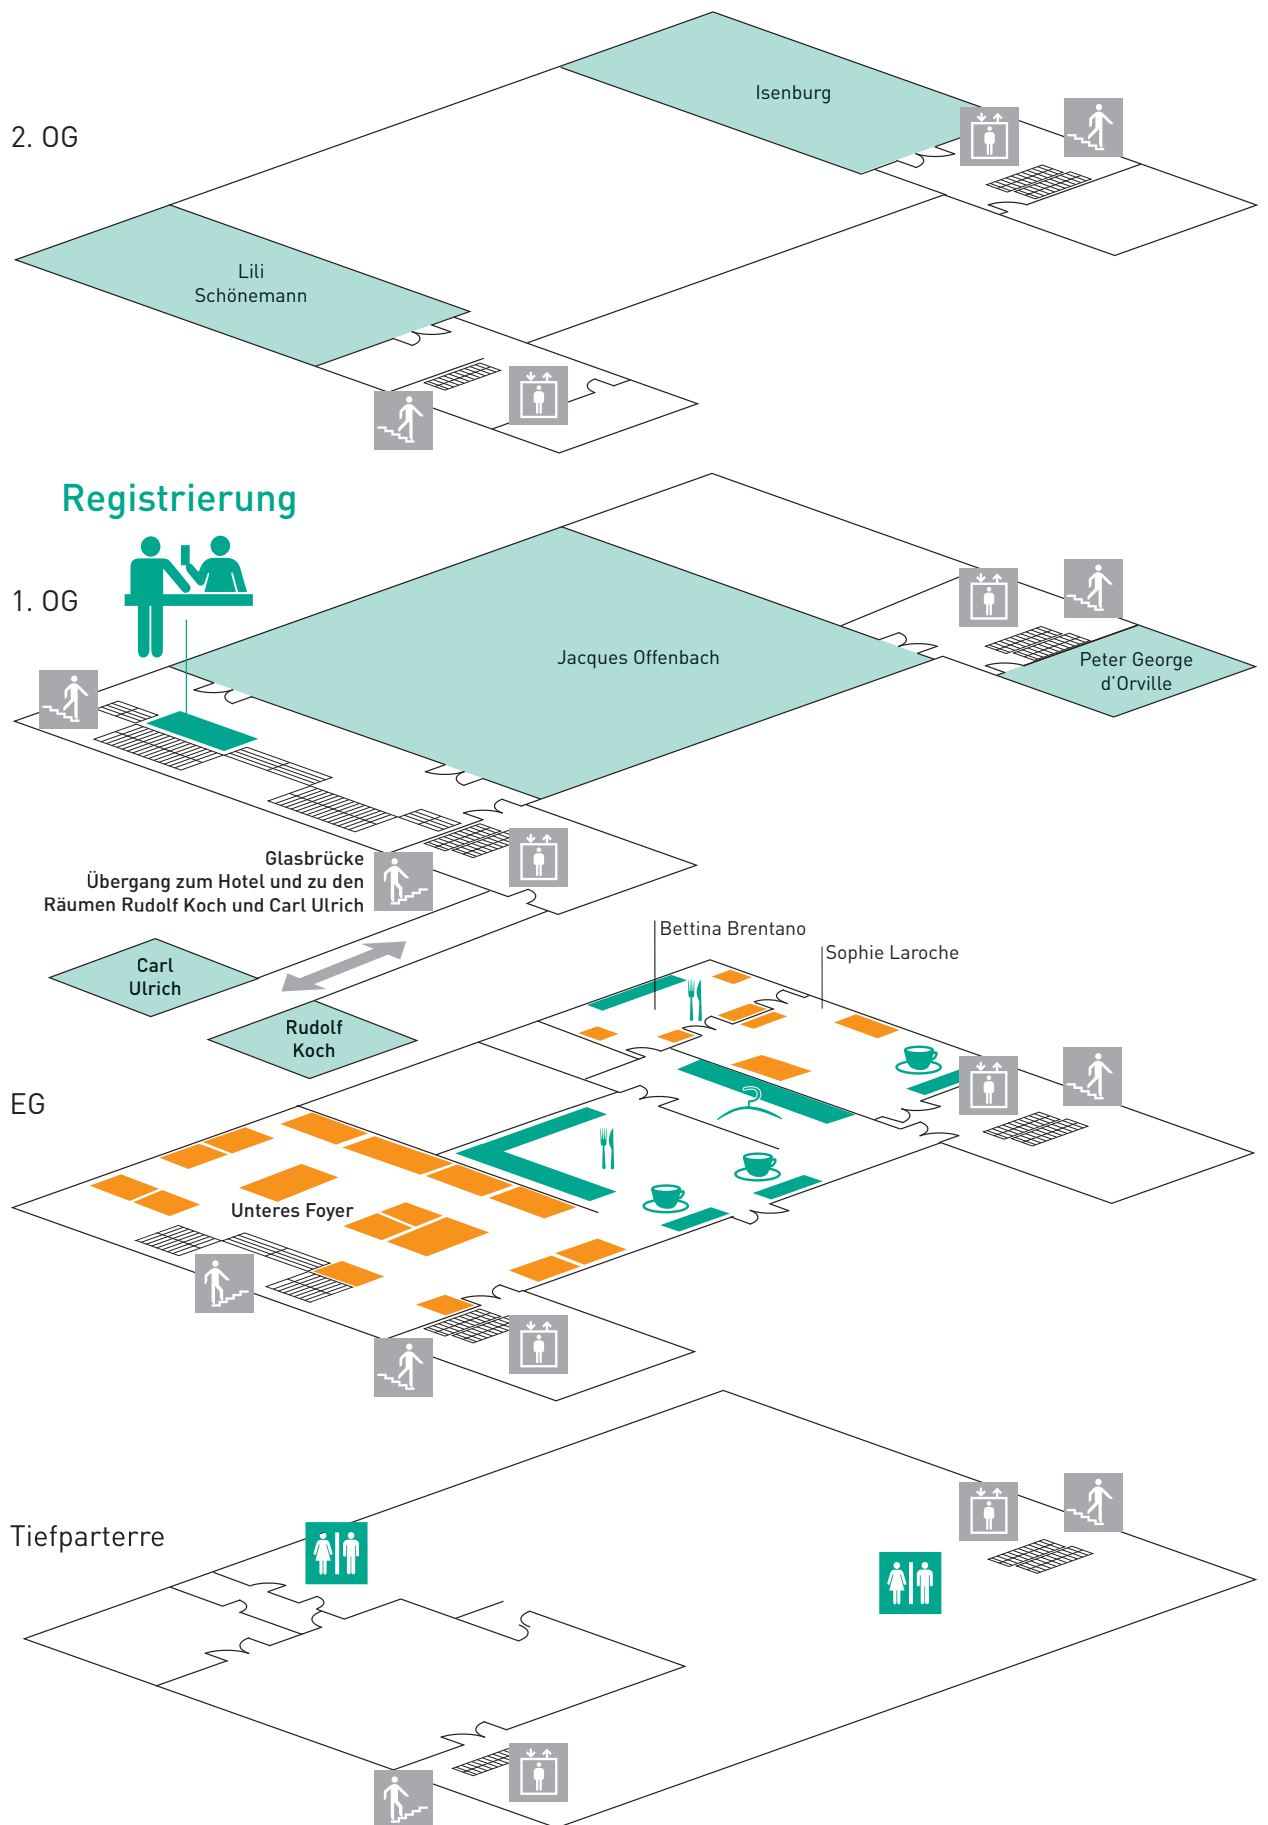 Isenburg
2. OG
Lili
Schönemann
Registrierung
1. OG
Jacques Offenbach
Peter George
d’Orville
Glasbrücke
Übergang zum Hotel und zu den
Räumen Rudolf Koch und Carl Ulrich
Bettina Brentano
Sophie Laroche
Carl
Ulrich
Rudolf
Koch
EG
Unteres Foyer
Tiefparterre